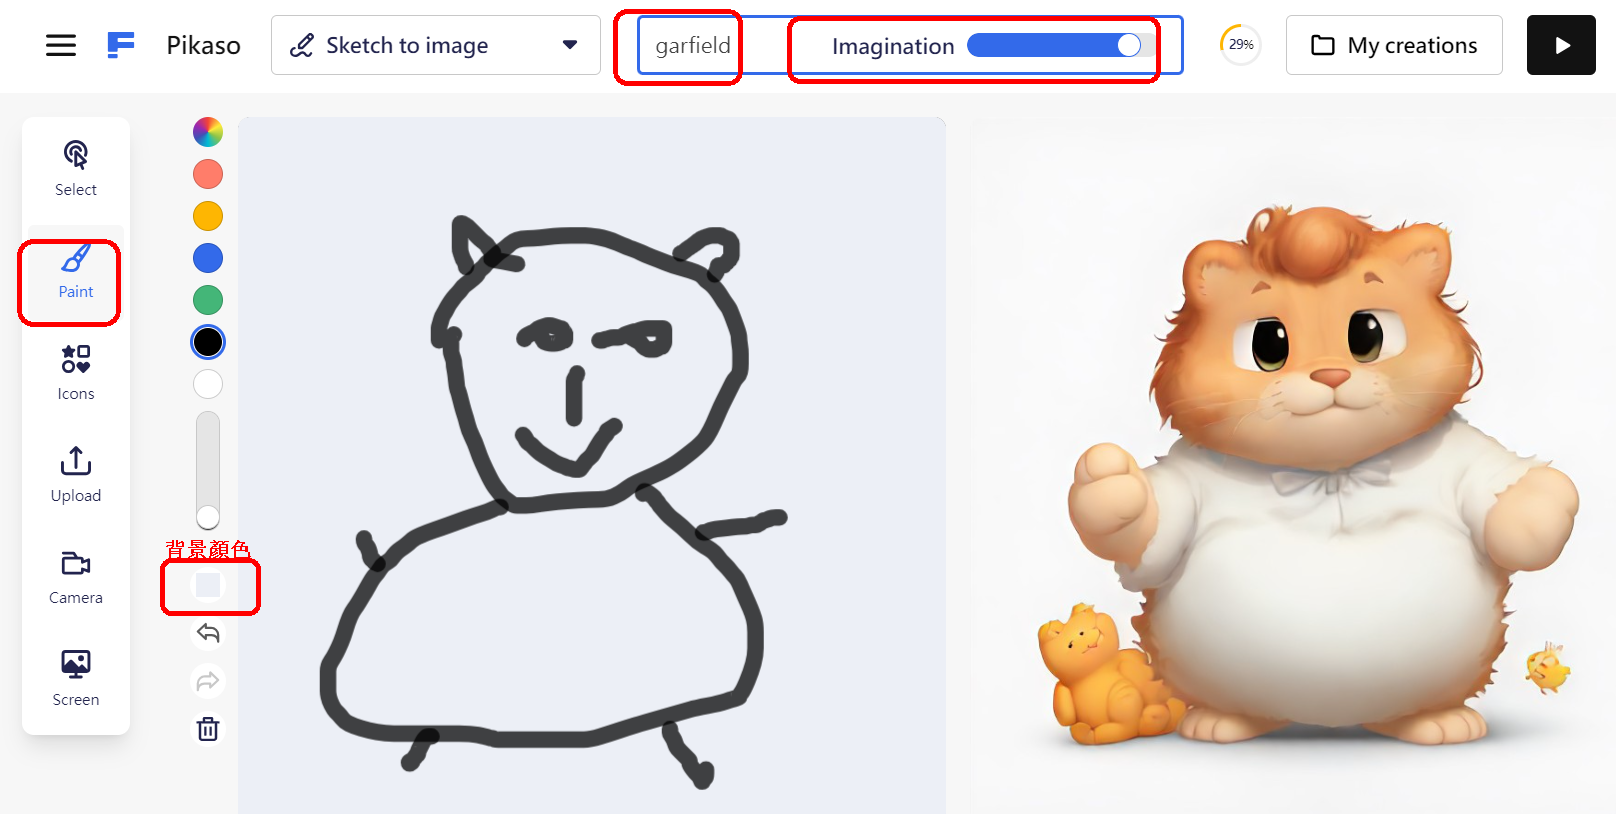 Pikaso
Sketch to image
garfield
Imagination
29%
My creations
Select
Paint
Icons
Upload
Camera
Screen
背景顏色